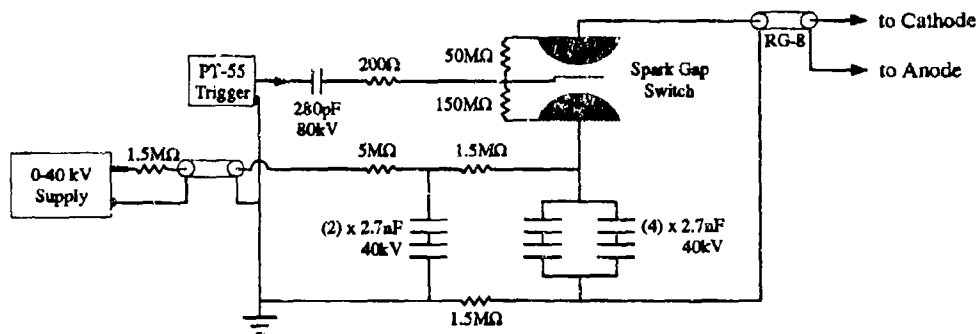 to Cathode
RG-8
to Anode
50MΩ
200Ω
PT-55
Trigger
Spark Gap
Switch
280pF
80kV
150MΩ
1.5MΩ
5MΩ
1.5MΩ
0-40 kV
Supply
(2) x 2.7nF
40kV
(4) x 2.7nF
40kV
1.5MΩ